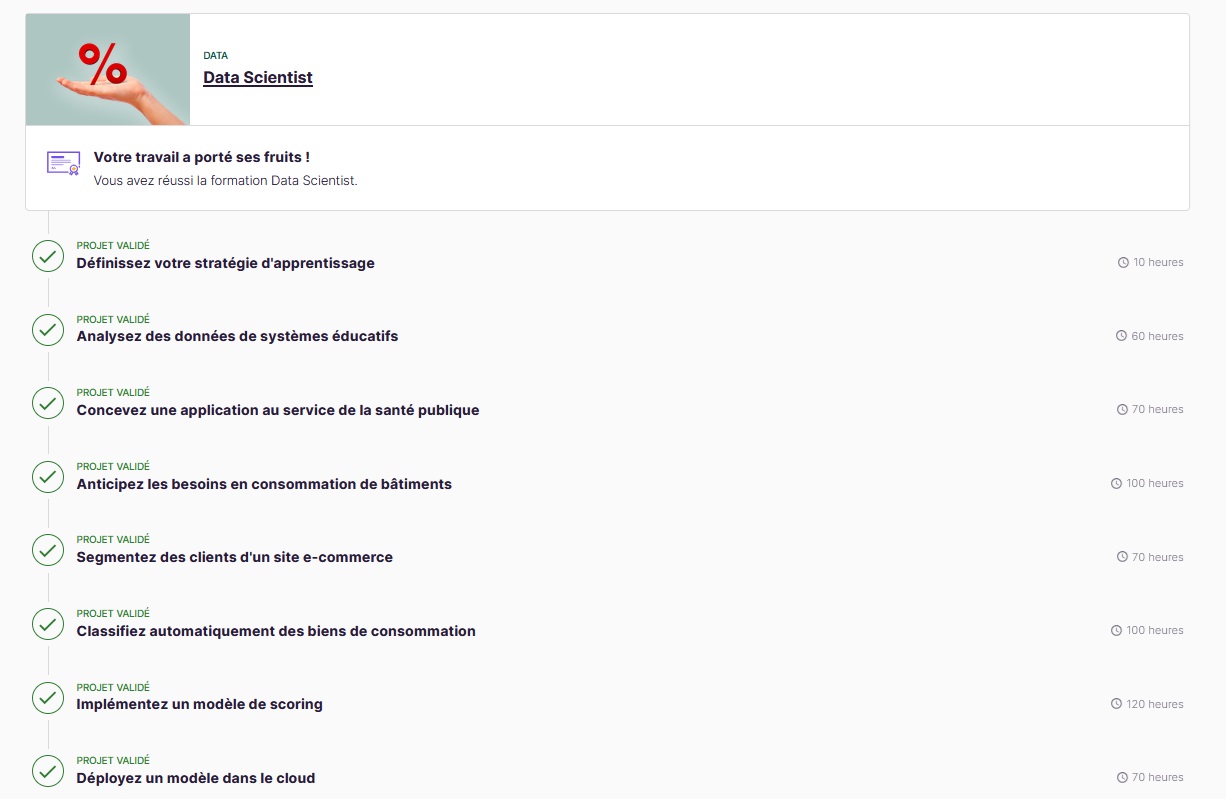 %
DATA
Data Scientist
Votre travail a porté ses fruits !
Vous avez réussi la formation Data Scientist.
PROJET VALIDÉ
Définissez votre stratégie d'apprentissage
10 heures
PROJET VALIDÉ
Analysez des données de systèmes éducatifs
60 heures
PROJET VALIDÉ
Concevez une application au service de la santé publique
70 heures
PROJET VALIDÉ
Anticipez les besoins en consommation de bâtiments
100 heures
PROJET VALIDÉ
Segmentez des clients d'un site e-commerce
70 heures
PROJET VALIDÉ
Classifiez automatiquement des biens de consommation
100 heures
PROJET VALIDÉ
Implémentez un modèle de scoring
120 heures
PROJET VALIDÉ
Déployez un modèle dans le cloud
70 heures